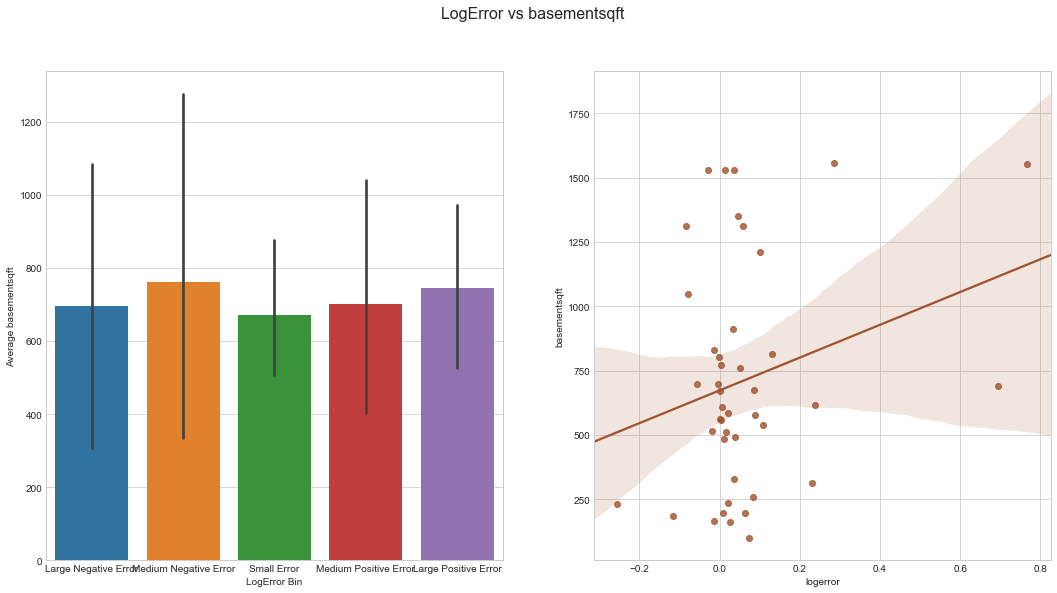 LogError vs basementsqft
Average basementsqft
1200
1000
800
600
400
200
0
Large Negative Error
Medium Negative Error
Small Error
Medium Positive Error
Large Positive Error
LogError Bin
basementsqft
1750
1500
1250
1000
750
500
250
−0.2
0.0
0.2
0.4
0.6
0.8
logerror